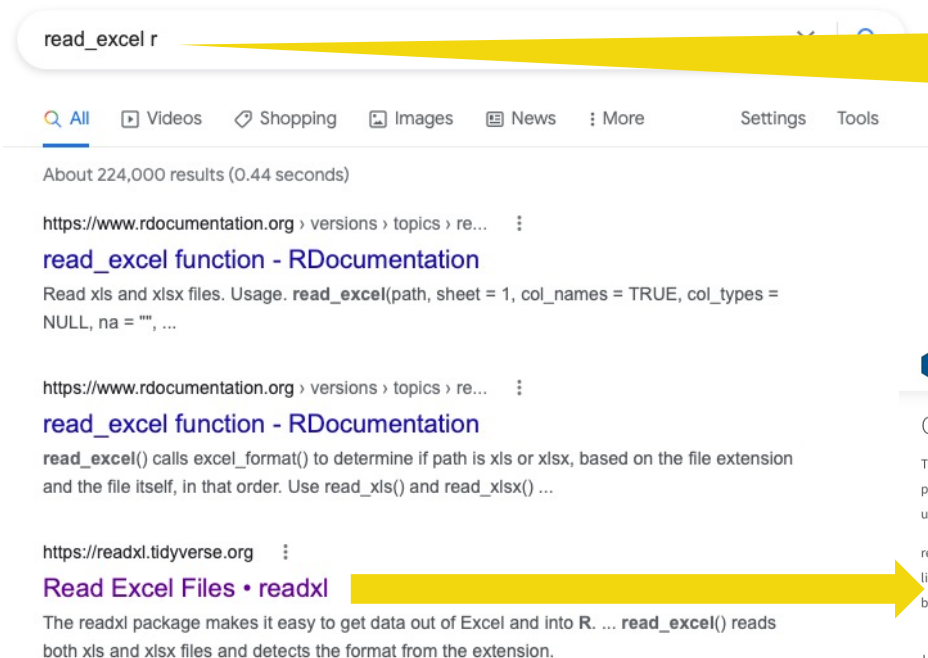 read_excel r
All Videos Shopping Images News More Settings Tools
About 224,000 results (0.44 seconds)
https://www.rdocumentation.org › versions › topics › re...
read_excel function - RDocumentation
Read xls and xlsx files. Usage. read_excel(path, sheet = 1, col_names = TRUE, col_types =
NULL, na = "", ...
https://www.rdocumentation.org › versions › topics › re...
read_excel function - RDocumentation
read_excel() calls excel_format() to determine if path is xls or xlsx, based on the file extension
and the file itself, in that order. Use read_xls() and read_xlsx() ...
https://readxl.tidyverse.org
Read Excel Files • readxl
The readxl package makes it easy to get data out of Excel and into R. ... read_excel() reads
both xls and xlsx files and detects the format from the extension.